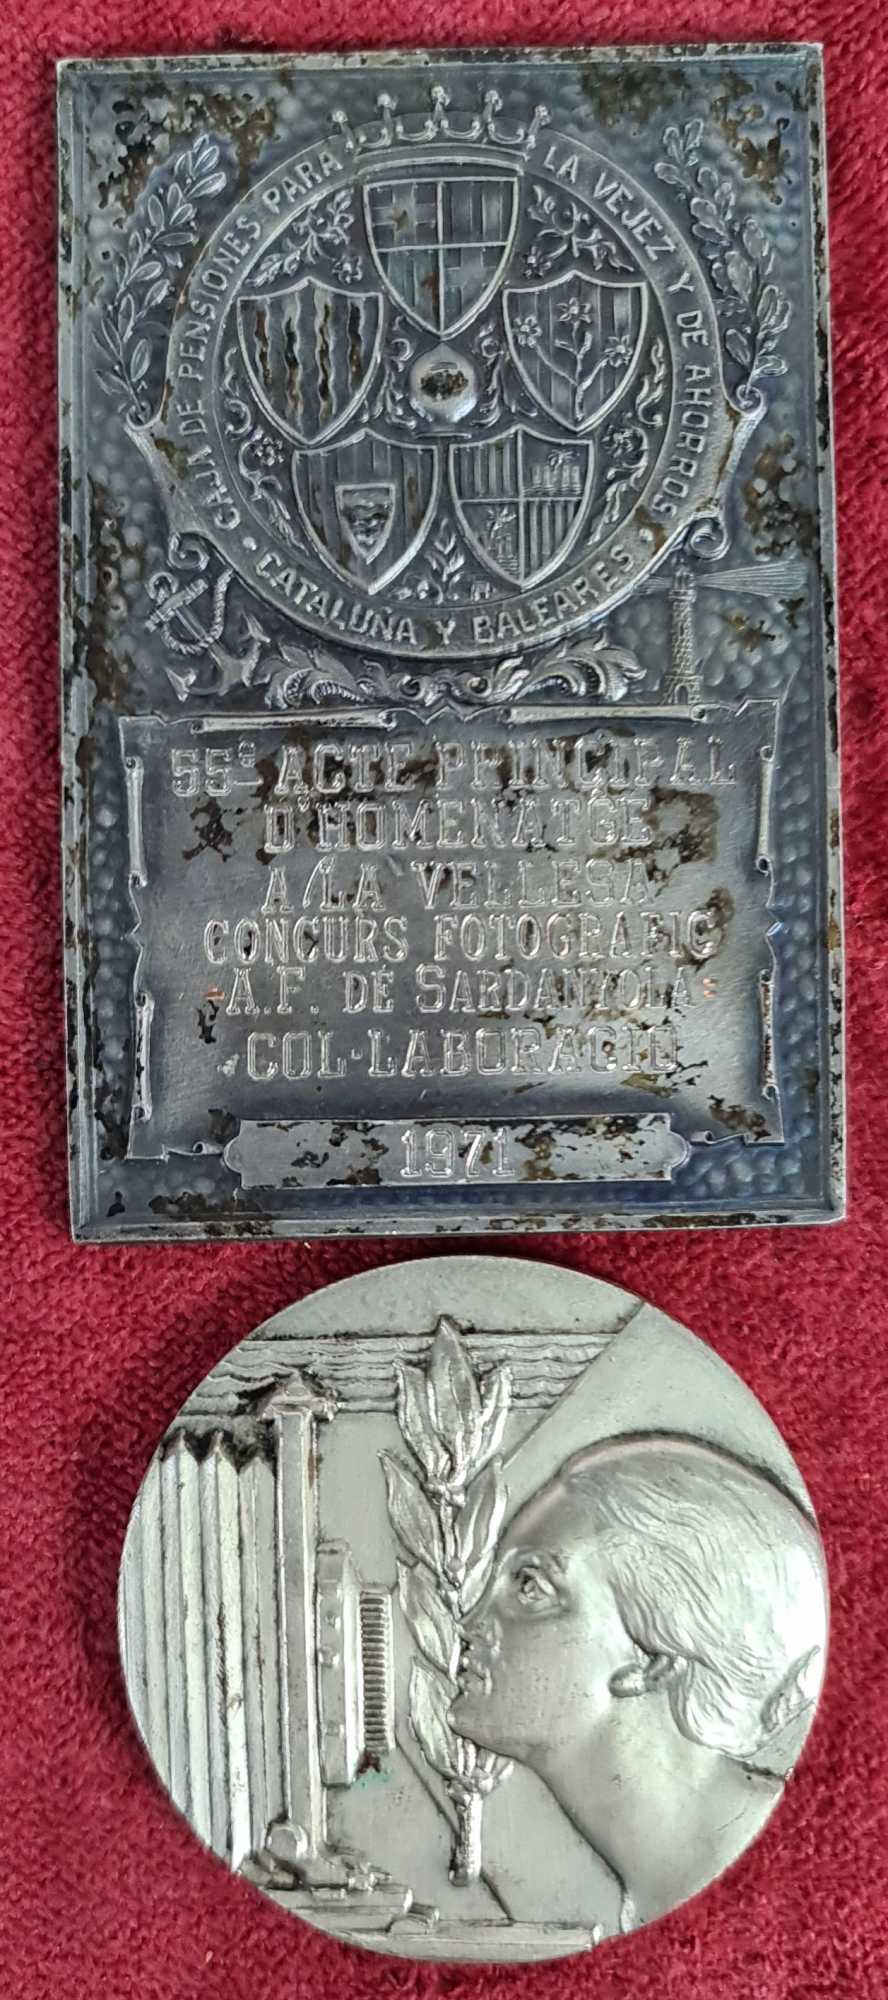 CAJA DE PENSIONES PARA LA VEJEZ Y DE AHORROS
• CATALUÑA Y BALEARES •
55è ACTE PRINCIPAL
D'HOMENATGE
A LA VELLESA
CONCURS FOTOGRAFIC
-A.F. DE SARDANYOLA-
COL·LABORACIO
1971